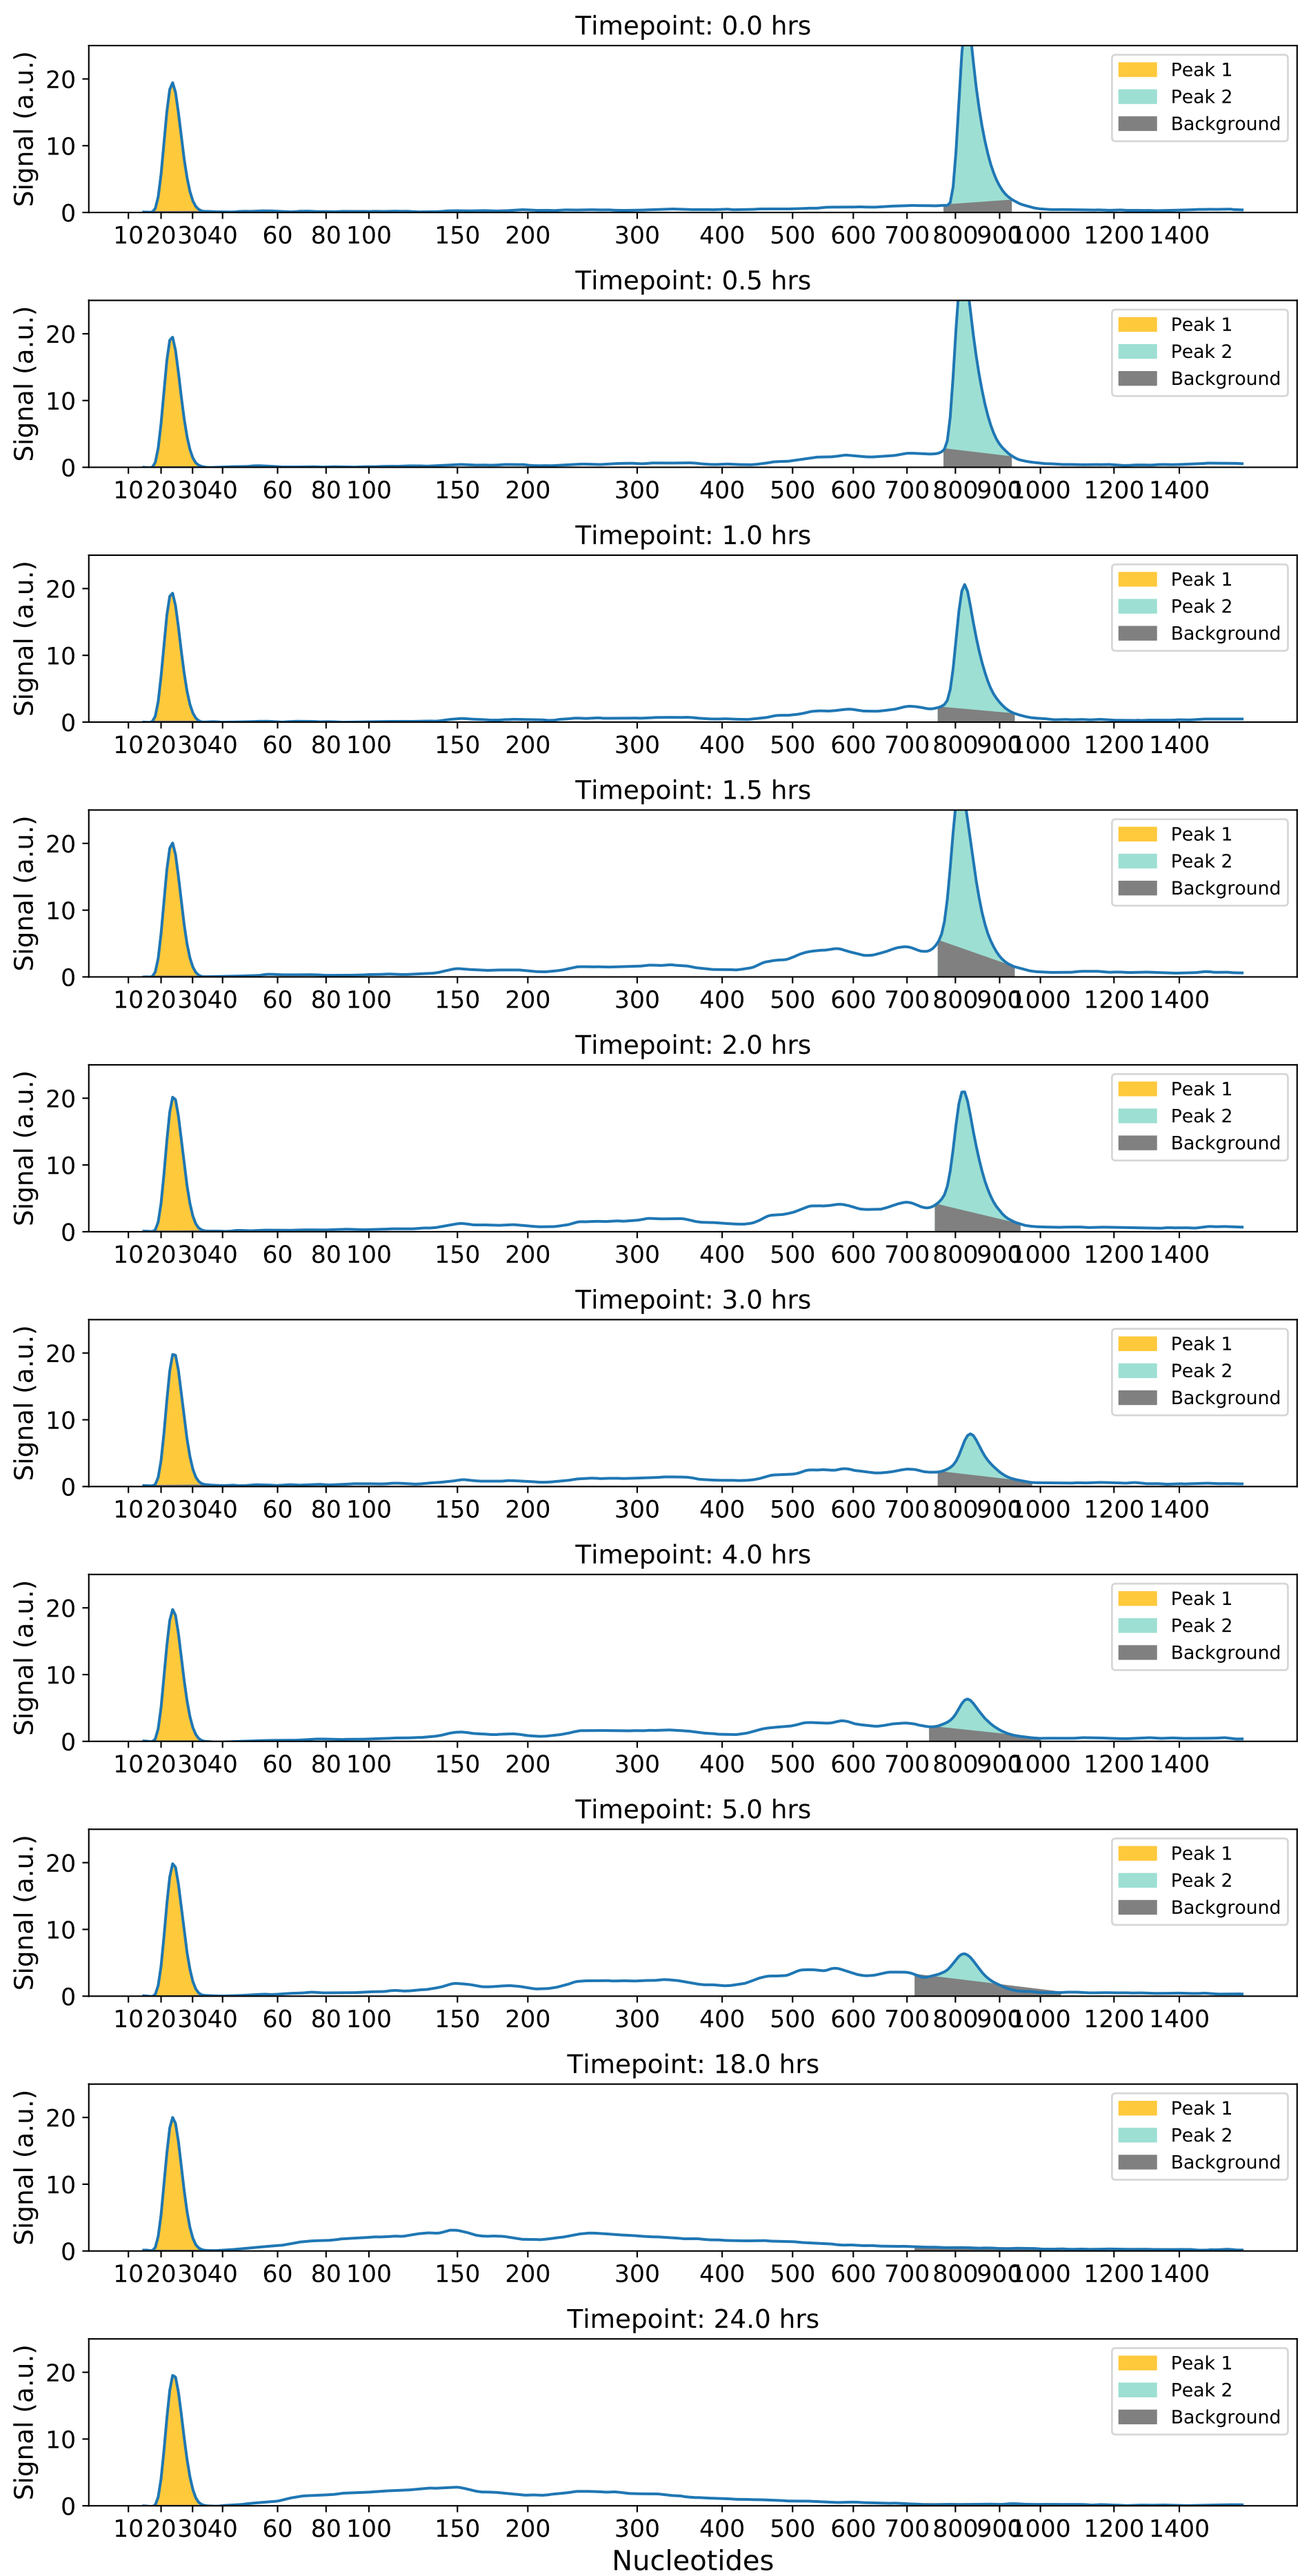 Timepoint: 0.0 hrs
Signal (a.u.)
20
10
0
Peak 1
Peak 2
Background
10 20 30 40 60 80 100 150 200 300 400 500 600 700 800 900 1000 1200 1400
Timepoint: 0.5 hrs
Signal (a.u.)
20
10
0
Peak 1
Peak 2
Background
10 20 30 40 60 80 100 150 200 300 400 500 600 700 800 900 1000 1200 1400
Timepoint: 1.0 hrs
Signal (a.u.)
20
10
0
Peak 1
Peak 2
Background
10 20 30 40 60 80 100 150 200 300 400 500 600 700 800 900 1000 1200 1400
Timepoint: 1.5 hrs
Signal (a.u.)
20
10
0
Peak 1
Peak 2
Background
10 20 30 40 60 80 100 150 200 300 400 500 600 700 800 900 1000 1200 1400
Timepoint: 2.0 hrs
Signal (a.u.)
20
10
0
Peak 1
Peak 2
Background
10 20 30 40 60 80 100 150 200 300 400 500 600 700 800 900 1000 1200 1400
Timepoint: 3.0 hrs
Signal (a.u.)
20
10
0
Peak 1
Peak 2
Background
10 20 30 40 60 80 100 150 200 300 400 500 600 700 800 900 1000 1200 1400
Timepoint: 4.0 hrs
Signal (a.u.)
20
10
0
Peak 1
Peak 2
Background
10 20 30 40 60 80 100 150 200 300 400 500 600 700 800 900 1000 1200 1400
Timepoint: 5.0 hrs
Signal (a.u.)
20
10
0
Peak 1
Peak 2
Background
10 20 30 40 60 80 100 150 200 300 400 500 600 700 800 900 1000 1200 1400
Timepoint: 18.0 hrs
Signal (a.u.)
20
10
0
Peak 1
Peak 2
Background
10 20 30 40 60 80 100 150 200 300 400 500 600 700 800 900 1000 1200 1400
Timepoint: 24.0 hrs
Signal (a.u.)
20
10
0
Peak 1
Peak 2
Background
10 20 30 40 60 80 100 150 200 300 400 500 600 700 800 900 1000 1200 1400
Nucleotides